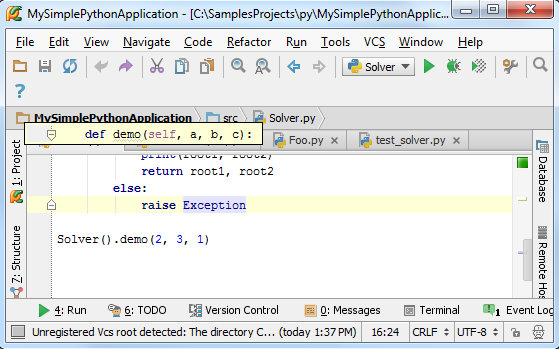 MySimplePythonApplication - [C:\SamplesProjects\py\MySimplePythonApplic...
File Edit View Navigate Code Refactor Run Tools VCS Window Help
Solver
?
MySimplePythonApplication src Solver.py
def demo(self, a, b, c):
Foo.py test_solver.py
print(root1, root2)
return root1, root2
else:
raise Exception
Solver().demo(2, 3, 1)
1: Project
Z: Structure
Database
Remote Host
4: Run 6: TODO Version Control 0: Messages Terminal 1 Event Log
Unregistered Vcs root detected: The directory C... (today 1:37 PM) 16:24 CRLF UTF-8